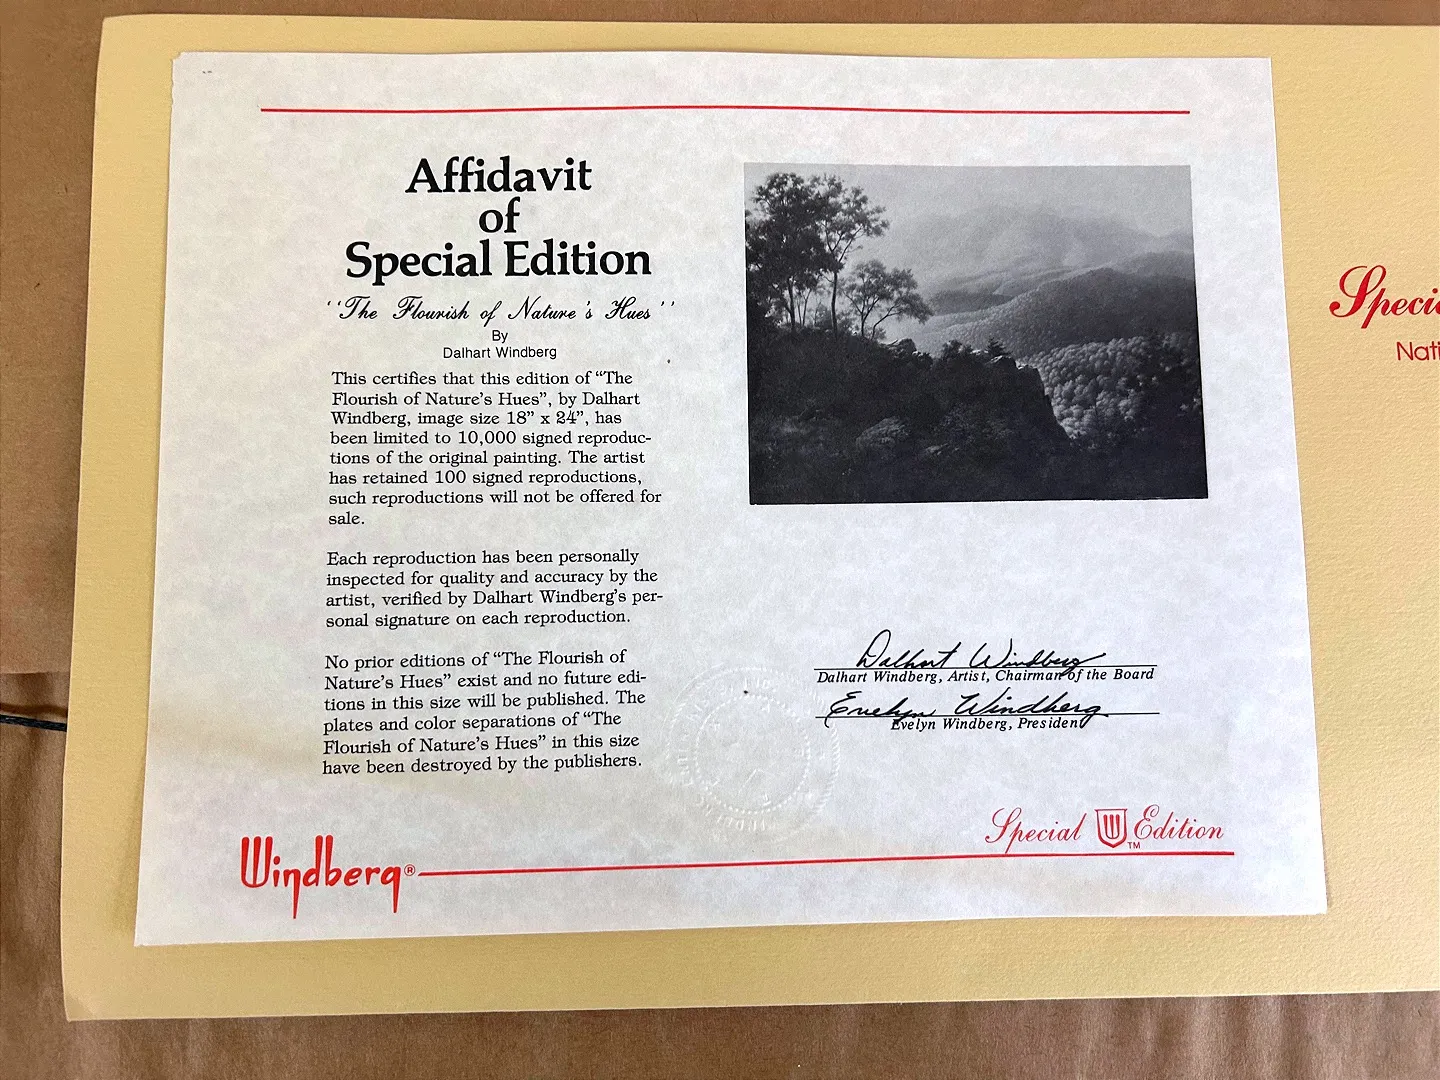 Affidavit
of
Special Edition
‘‘The Flourish of Nature’s Hues’’
By
Dalhart Windberg
This certifies that this edition of “The
Flourish of Nature’s Hues”, by Dalhart
Windberg, image size 18” x 24”, has
been limited to 10,000 signed reproduc-
tions of the original painting. The artist
has retained 100 signed reproductions,
such reproductions will not be offered for
sale.
Each reproduction has been personally
inspected for quality and accuracy by the
artist, verified by Dalhart Windberg’s per-
sonal signature on each reproduction.
No prior editions of “The Flourish of
Nature’s Hues” exist and no future edi-
tions in this size will be published. The
plates and color separations of “The
Flourish of Nature’s Hues” in this size
have been destroyed by the publishers.
Dalhart Windberg
Dalhart Windberg, Artist, Chairman of the Board
Evelyn Windberg
Evelyn Windberg, President
Windberg®
Special W Edition
TM
Specia
Nati